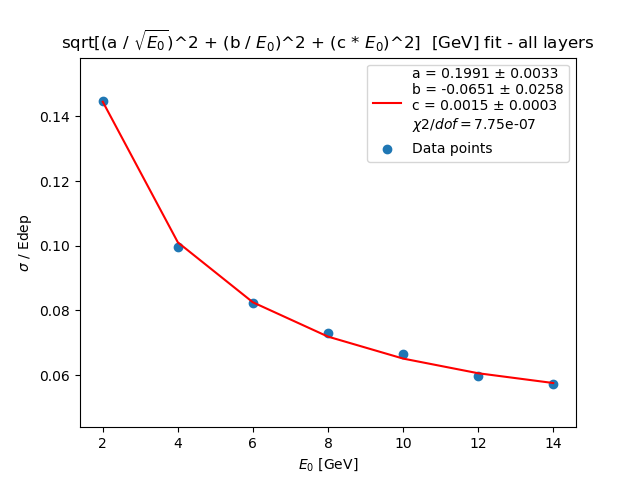 sqrt[(a / √E₀)^2 + (b / E₀)^2 + (c * E₀)^2]  [GeV] fit - all layers
a = 0.1991 ± 0.0033
b = -0.0651 ± 0.0258
c = 0.0015 ± 0.0003
χ2/dof = 7.75e-07
Data points
σ / Edep
0.14
0.12
0.10
0.08
0.06
2 4 6 8 10 12 14
E₀ [GeV]